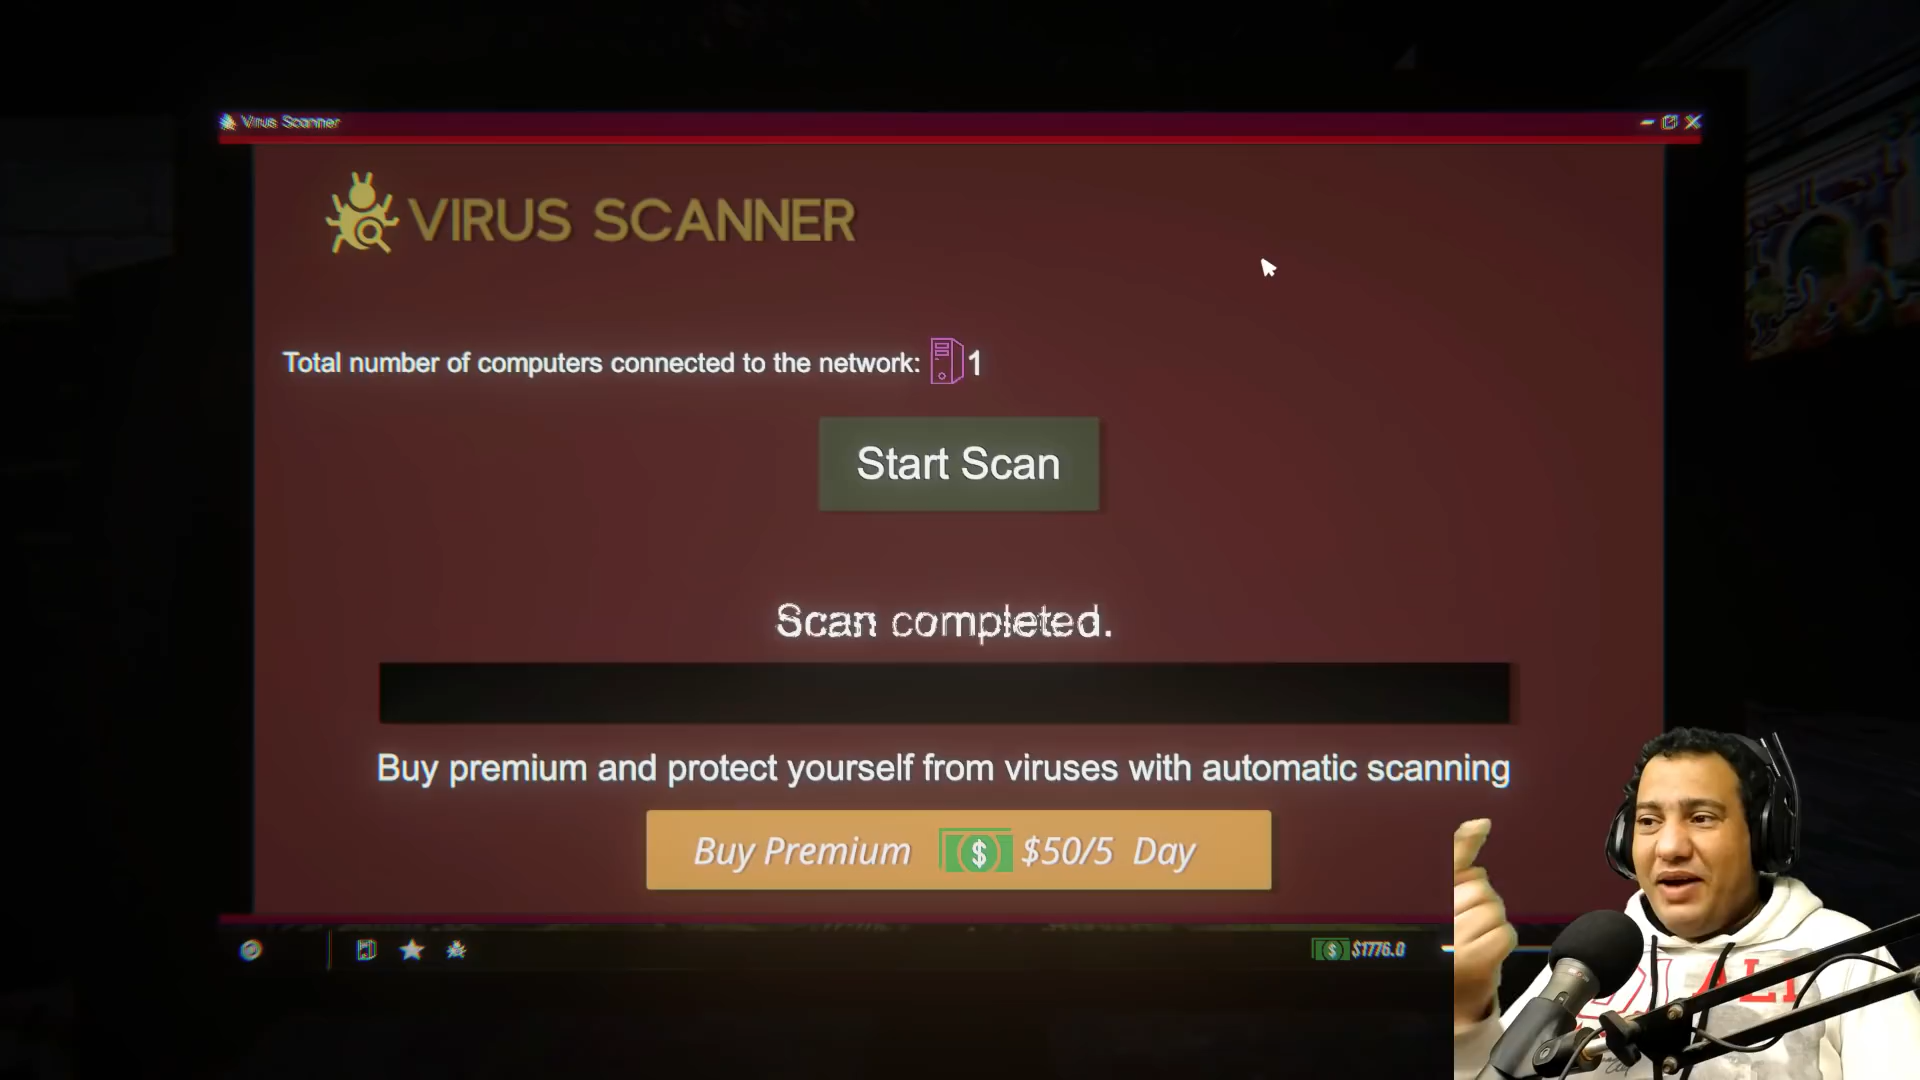 Virus Scanner
VIRUS SCANNER
Total number of computers connected to the network: 1
Start Scan
Scan completed.
Buy premium and protect yourself from viruses with automatic scanning
Buy Premium $50/5 Day
$1776.0